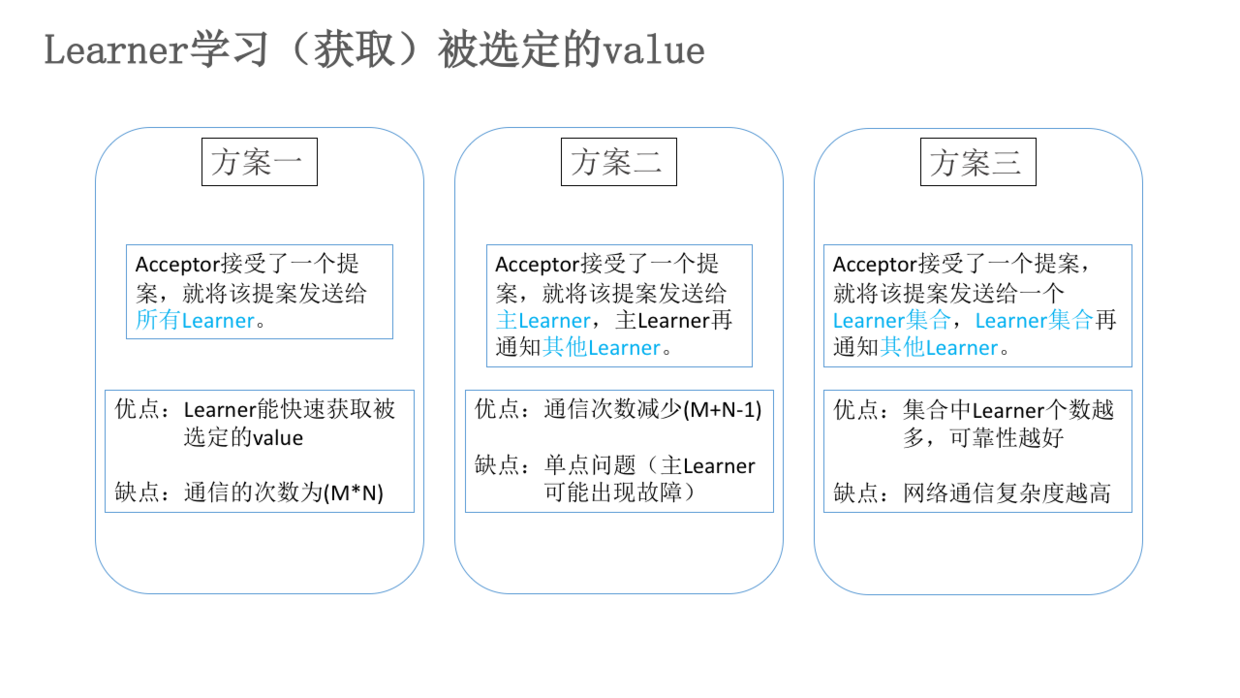 Learner学习（获取）被选定的value
方案一
Acceptor接受了一个提
案，就将该提案发送给
所有Learner。
优点：Learner能快速获取被
选定的value
缺点：通信的次数为(M*N)
方案二
Acceptor接受了一个提
案，就将该提案发送给
主Learner，主Learner再
通知其他Learner。
优点：通信次数减少(M+N-1)
缺点：单点问题（主Learner
可能出现故障）
方案三
Acceptor接受了一个提案，
就将该提案发送给一个
Learner集合，Learner集合再
通知其他Learner。
优点：集合中Learner个数越
多，可靠性越好
缺点：网络通信复杂度越高